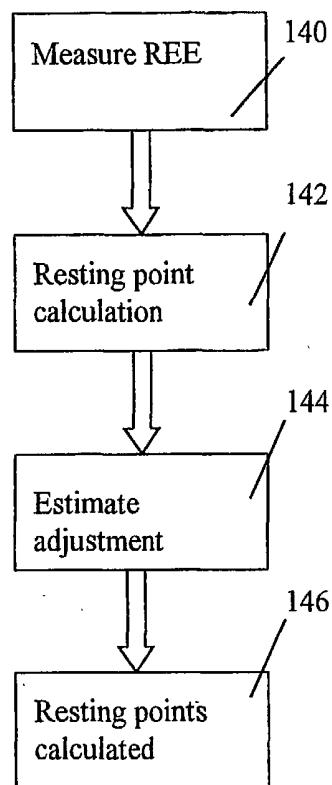 Measure REE
140
Resting point
calculation
142
Estimate
adjustment
144
Resting points
calculated
146